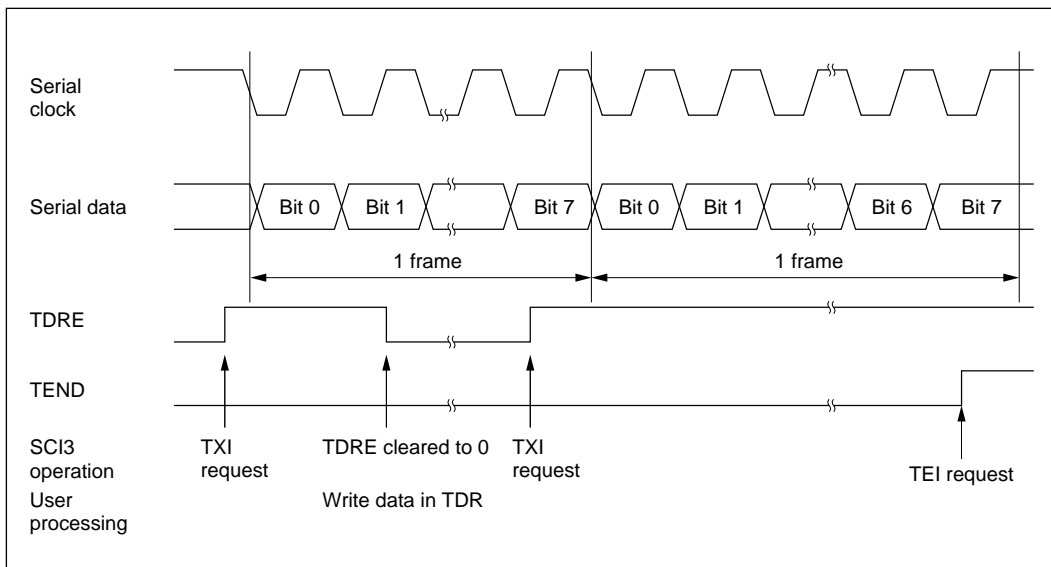 Serial
clock
Serial data
Bit 0
Bit 1
Bit 7
Bit 0
Bit 1
Bit 6
Bit 7
1 frame
1 frame
TDRE
TEND
SCI3
operation
TXI
request
TDRE cleared to 0
TXI
request
TEI request
User
processing
Write data in TDR